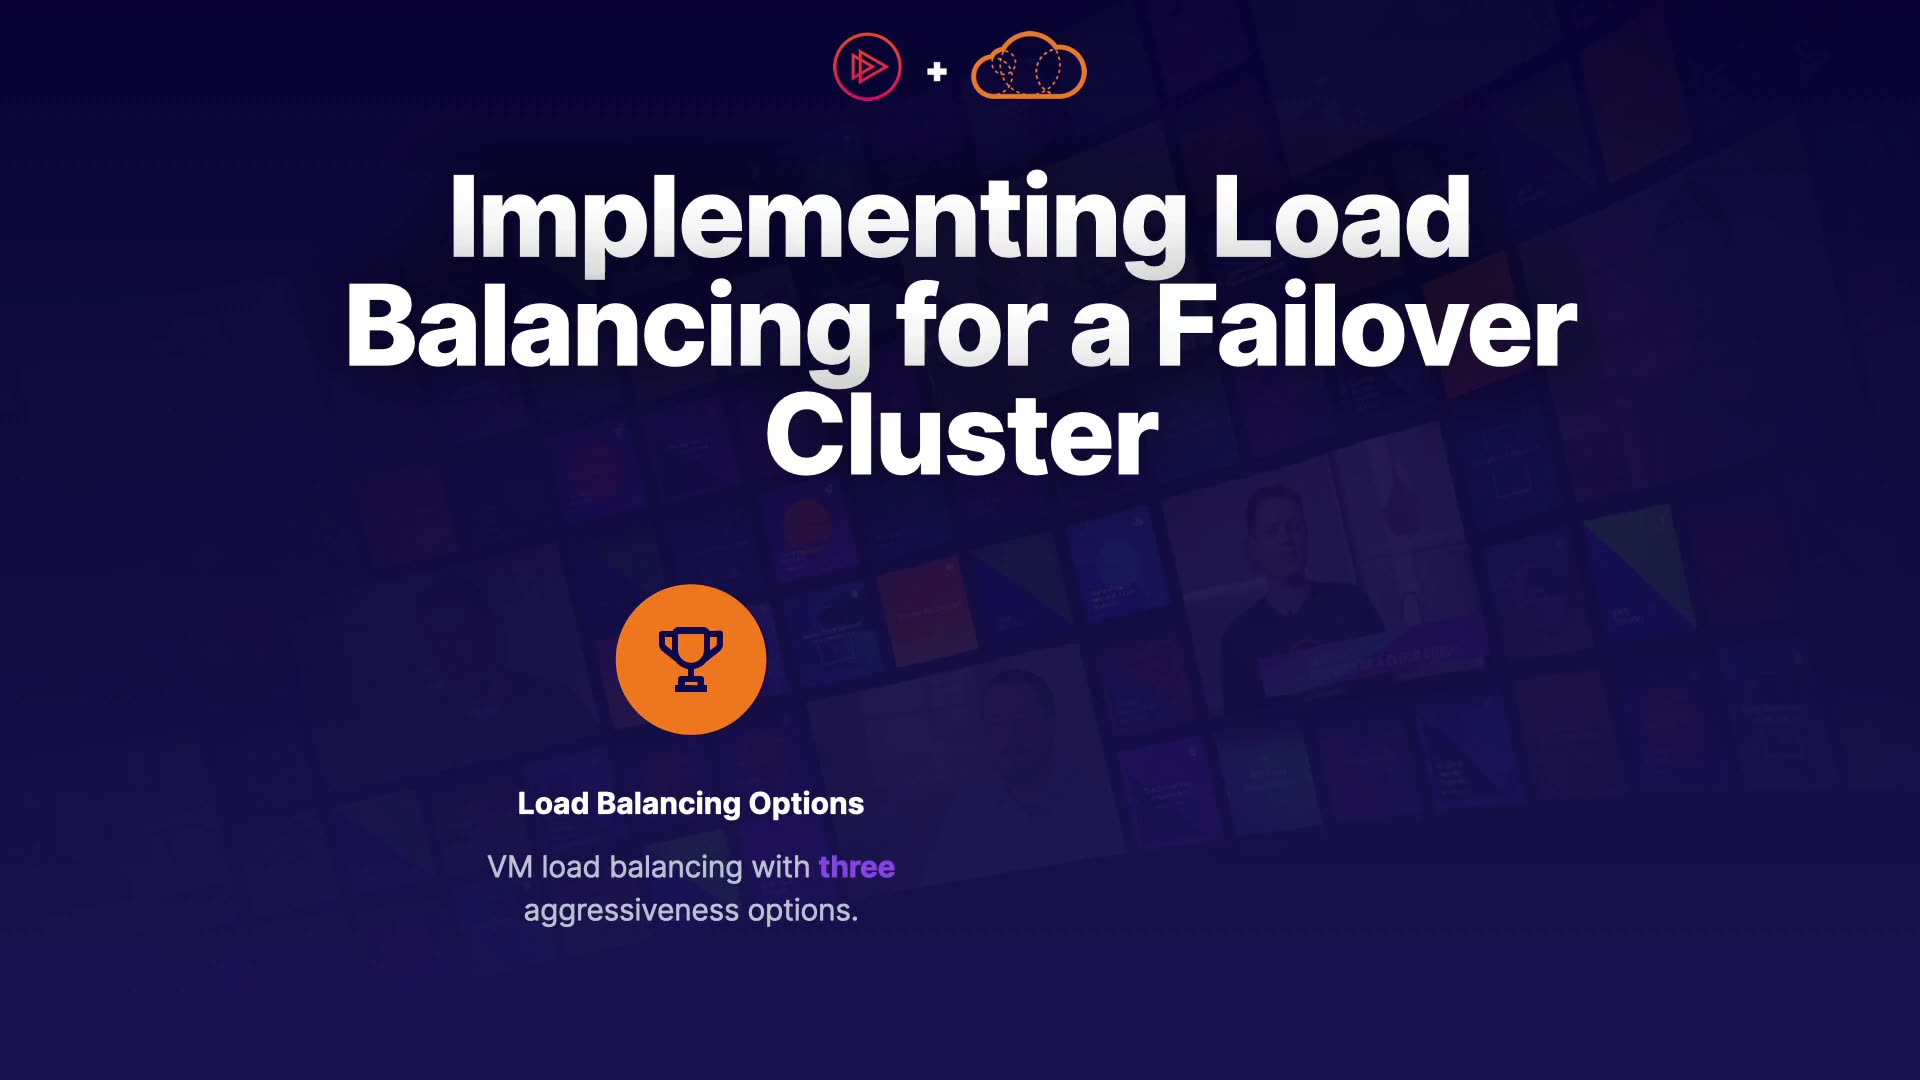 Implementing Load
Balancing for a Failover
Cluster
Load Balancing Options
VM load balancing with three
aggressiveness options.